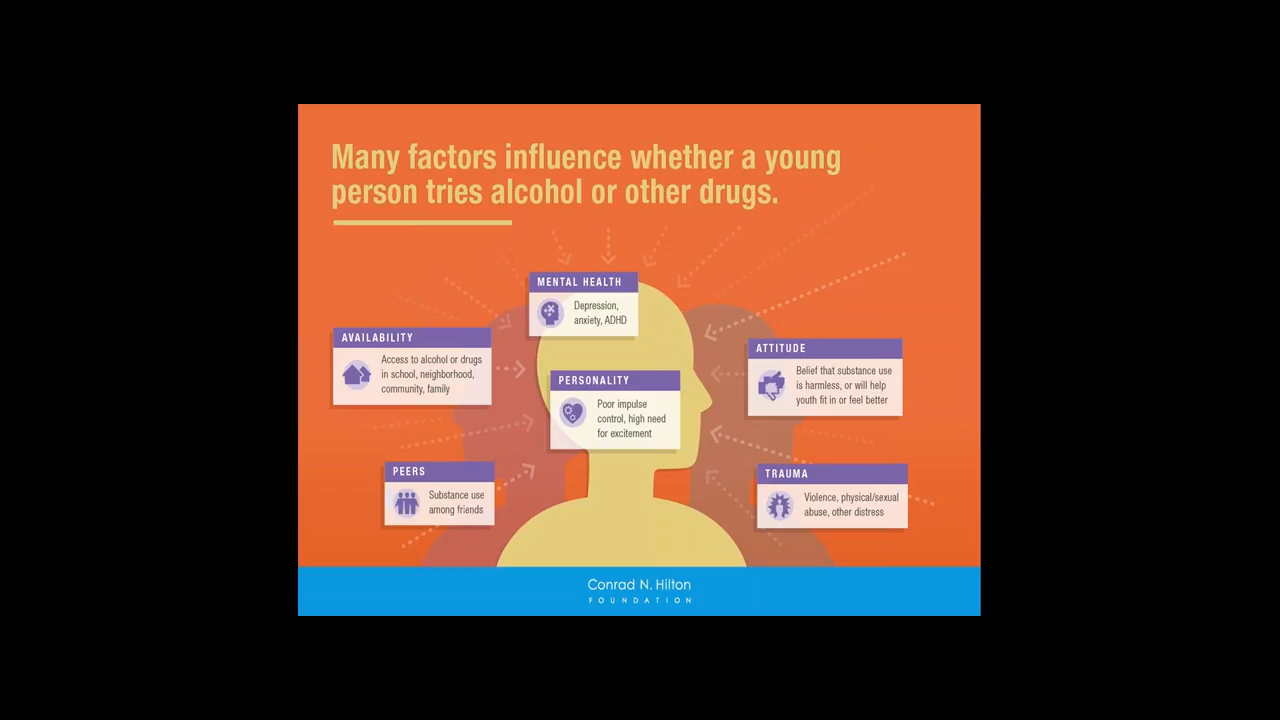 Many factors influence whether a young
person tries alcohol or other drugs.
MENTAL HEALTH
Depression,
anxiety, ADHD
AVAILABILITY
Access to alcohol or drugs
in school, neighborhood,
community, family
ATTITUDE
Belief that substance use
is harmless, or will help
youth fit in or feel better
PERSONALITY
Poor impulse
control, high need
for excitement
PEERS
Substance use
among friends
TRAUMA
Violence, physical/sexual
abuse, other distress
Conrad N. Hilton
FOUNDATION